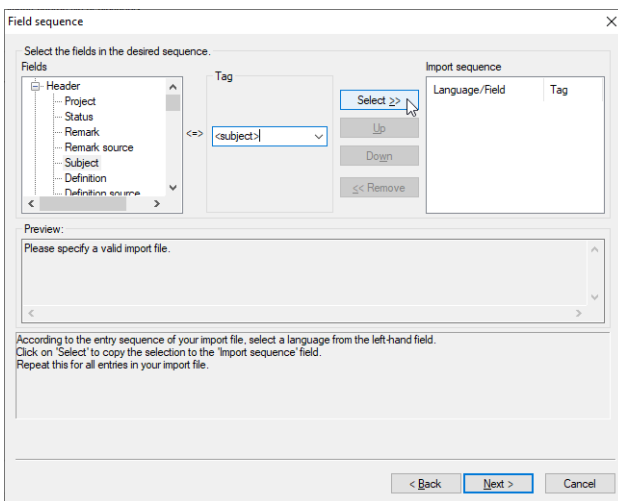 Field sequence
Select the fields in the desired sequence.
Fields
Header
Project
Status
Remark
Remark source
Subject
Definition
Definition source
<=>
Tag
<subject>
Select >>
Up
Down
<< Remove
Import sequence
Language/Field Tag
Preview:
Please specify a valid import file.
According to the entry sequence of your import file, select a language from the left-hand field.
Click on 'Select' to copy the selection to the 'Import sequence' field.
Repeat this for all entries in your import file.
< Back Next > Cancel